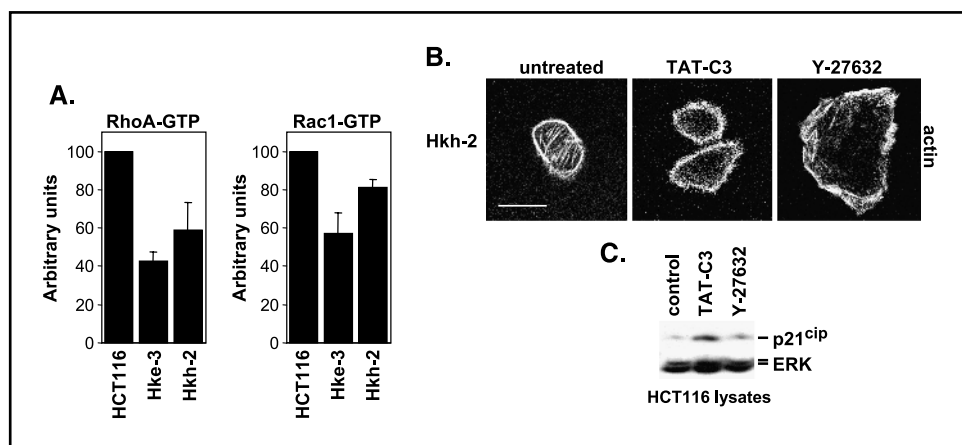 A.
RhoA-GTP
Arbitrary units
100
80
60
40
20
0
HCT116
Hke-3
Hkh-2
Rac1-GTP
Arbitrary units
100
80
60
40
20
0
HCT116
Hke-3
Hkh-2
B.
untreated
TAT-C3
Y-27632
Hkh-2
actin
C.
control
TAT-C3
Y-27632
p21cip
ERK
HCT116 lysates